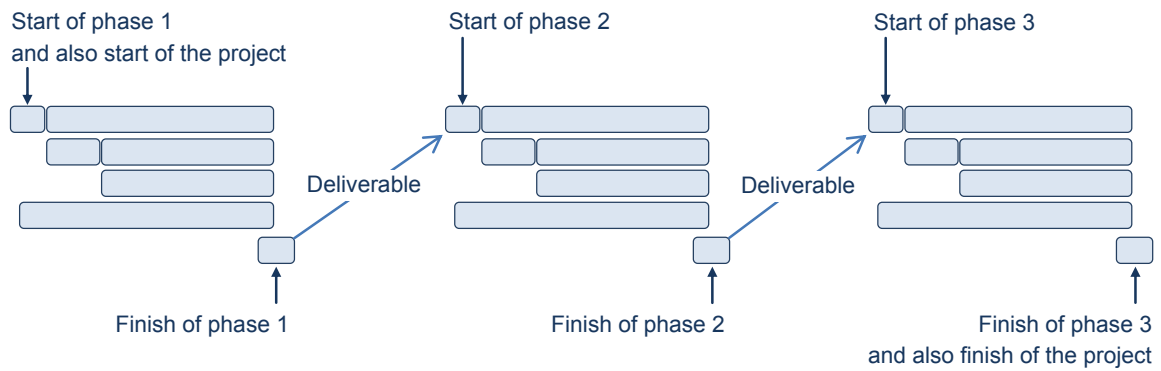 Start of phase 1
and also start of the project
Start of phase 2
Start of phase 3
Deliverable
Deliverable
Finish of phase 1
Finish of phase 2
Finish of phase 3
and also finish of the project